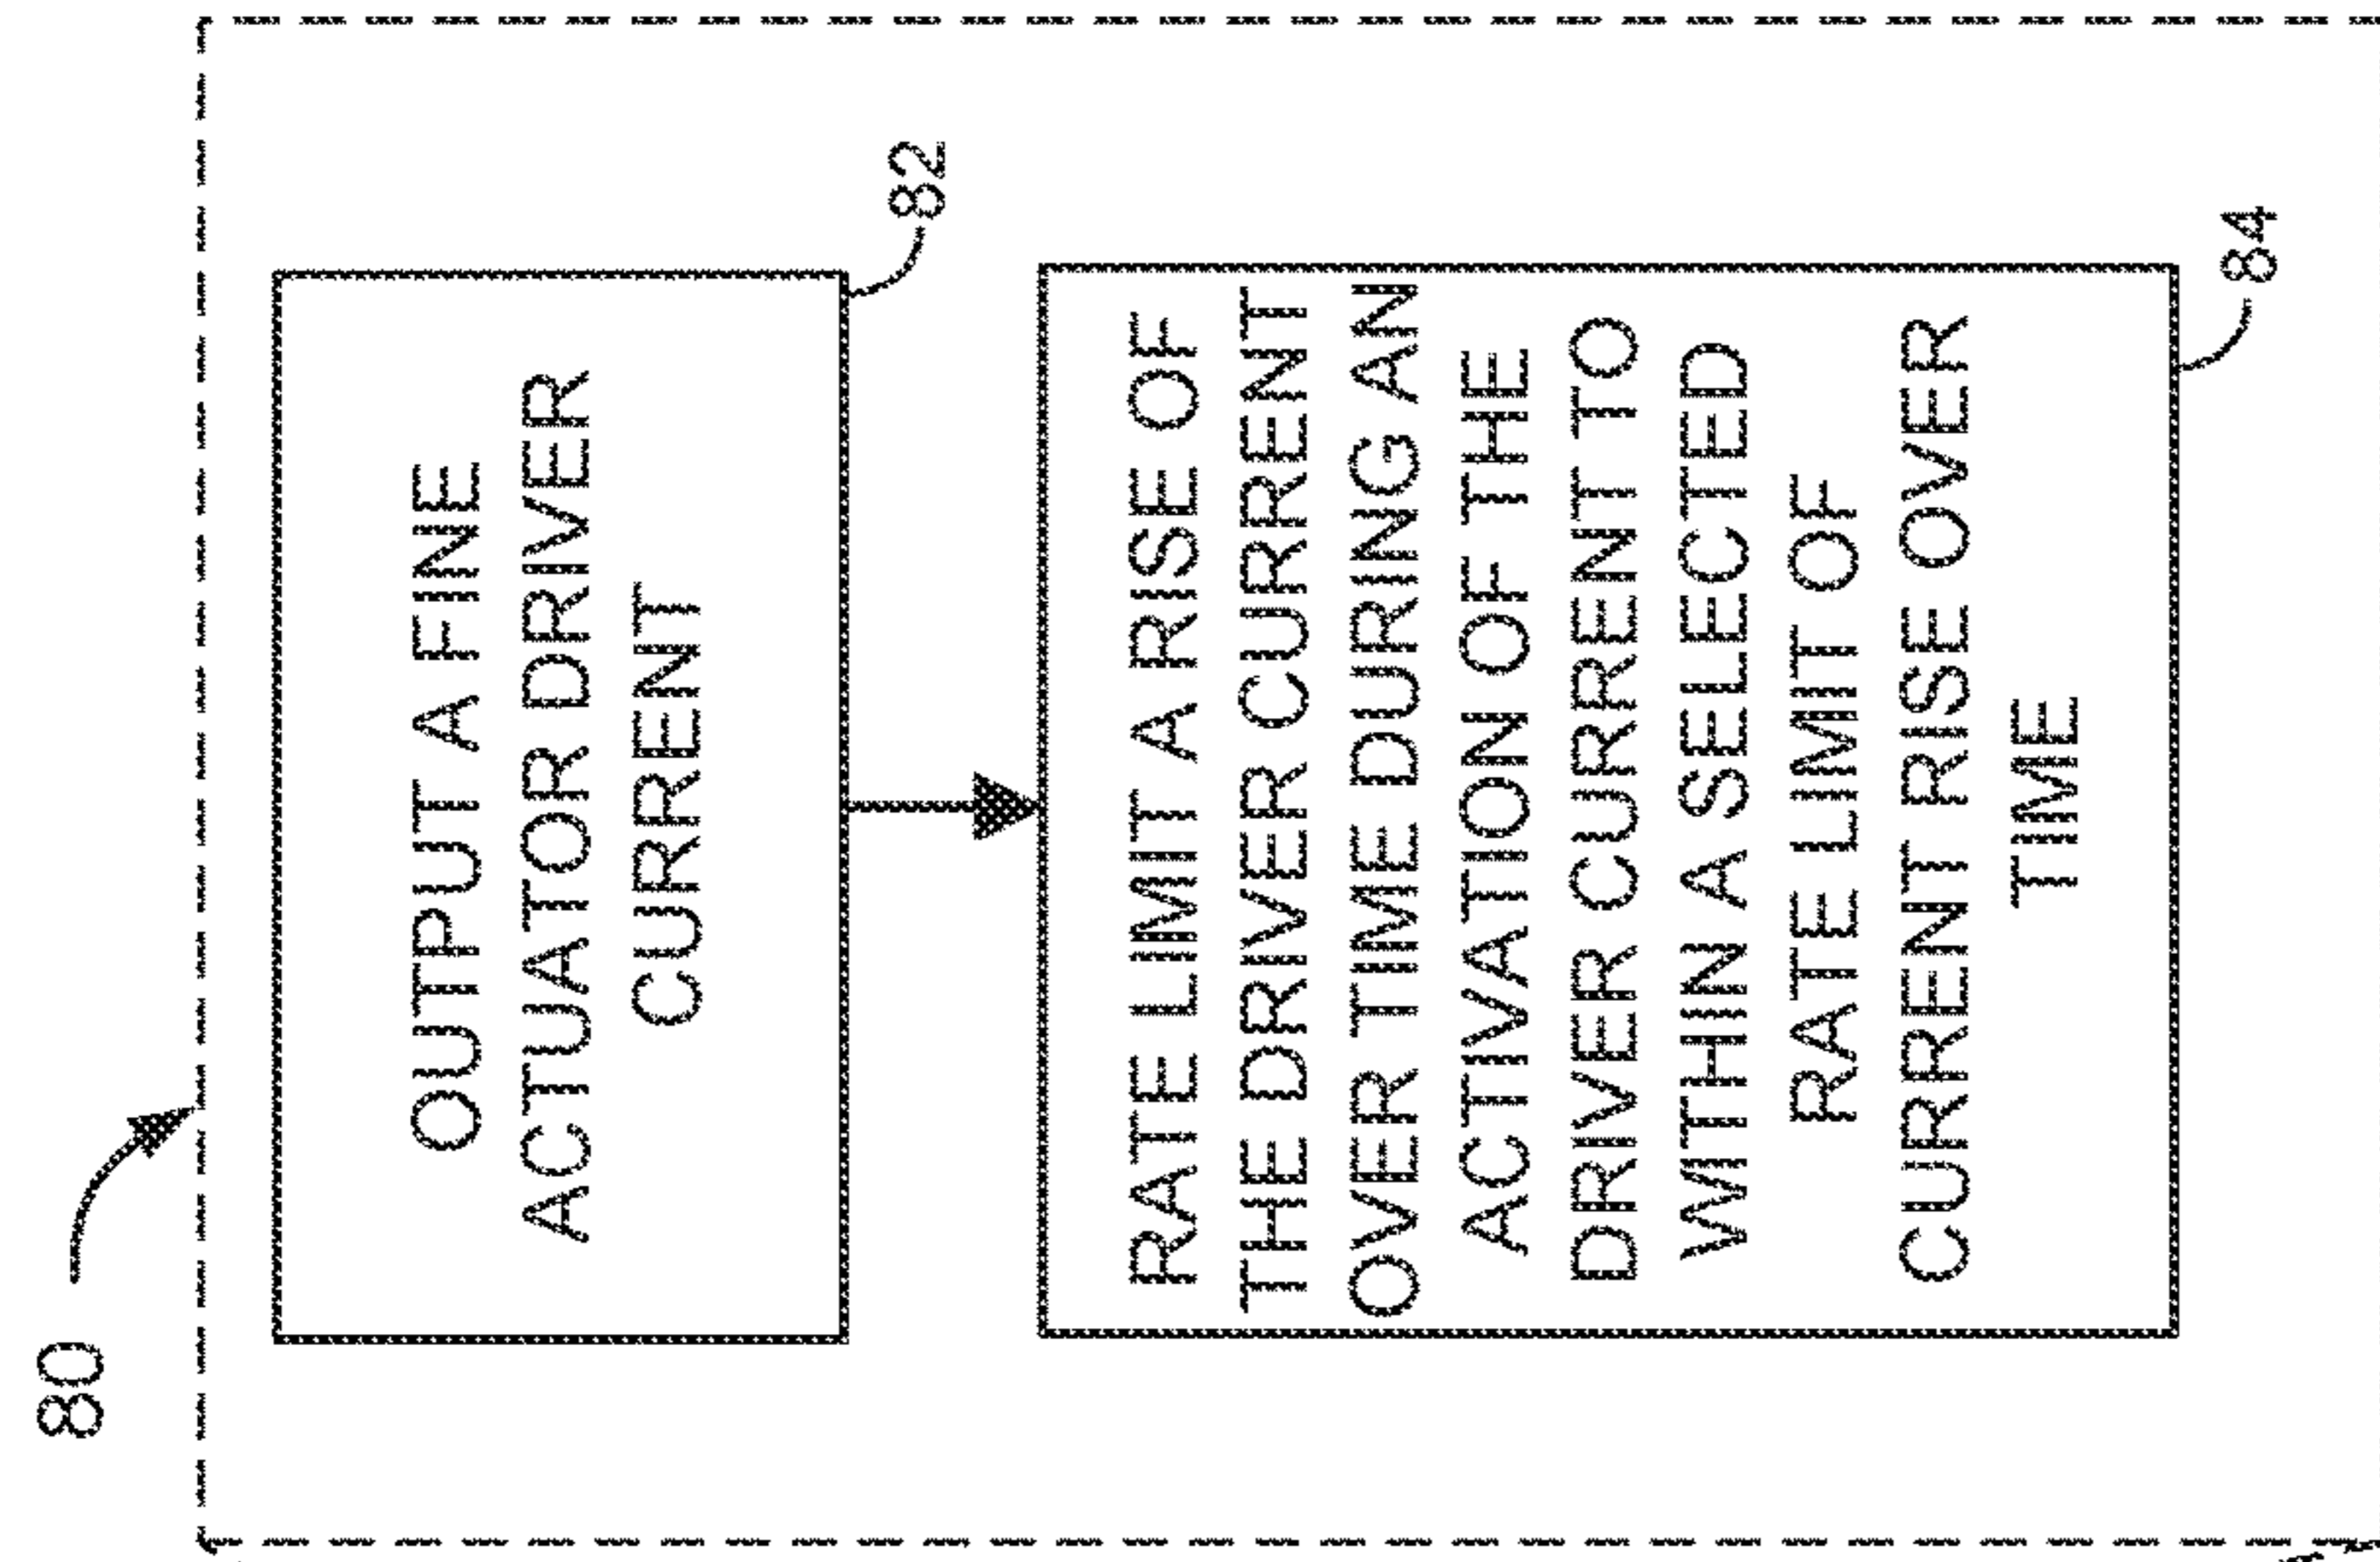 80
OUTPUT A FINE
ACTUATOR DRIVER
CURRENT
82
RATE LIMIT A RISE OF
THE DRIVER CURRENT
OVER TIME DURING AN
ACTIVATION OF THE
DRIVER CURRENT TO
WITHIN A SELECTED
RATE LIMIT OF
CURRENT RISE OVER
TIME
84